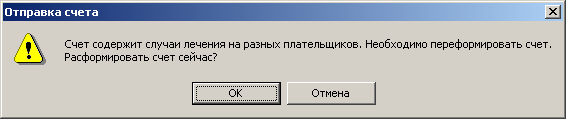 Отправка счета
Счет содержит случаи лечения на разных плательщиков. Необходимо переформировать счет.
Расформировать счет сейчас?
OK
Отмена